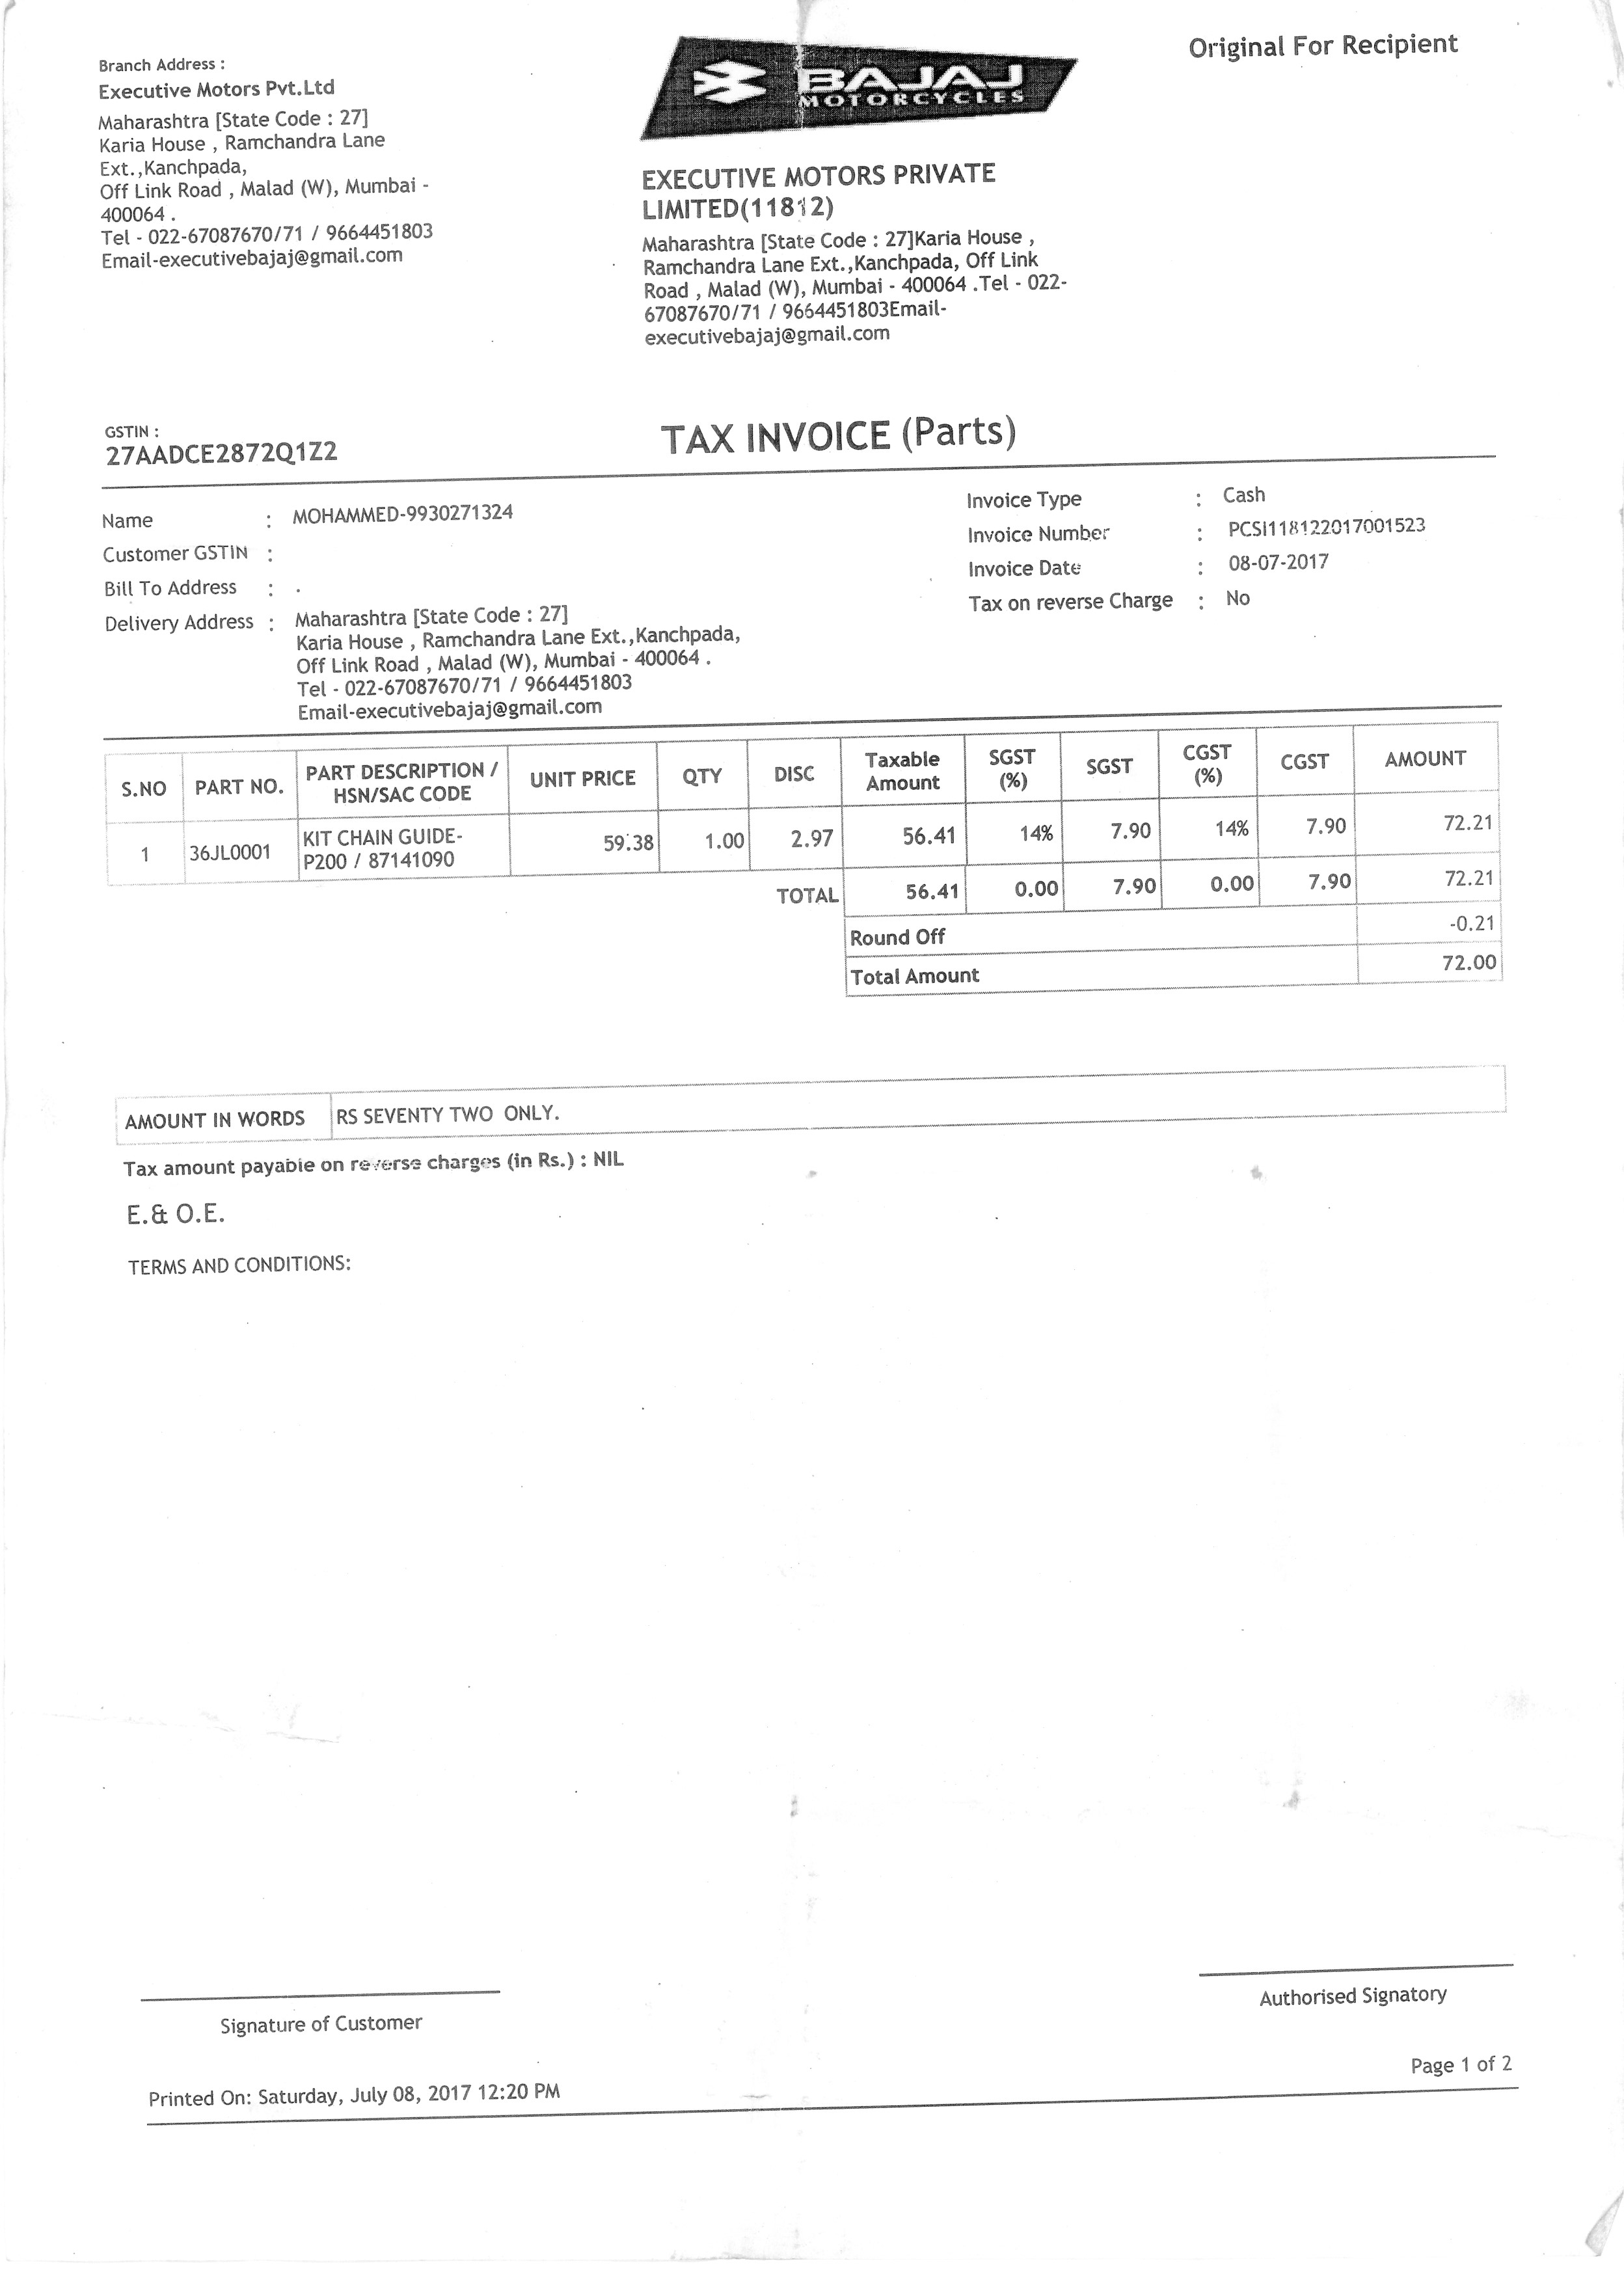 Original For Recipient
Branch Address :
Executive Motors Pvt.Ltd
Maharashtra [State Code : 27]
Karia House , Ramchandra Lane
Ext.,Kanchpada,
Off Link Road , Malad (W), Mumbai -
400064 .
Tel - 022-67087670/71 / 9664451803
Email-executivebajaj@gmail.com
BAJAJ
MOTORCYCLES
EXECUTIVE MOTORS PRIVATE
LIMITED(11812)
Maharashtra [State Code : 27]Karia House ,
Ramchandra Lane Ext.,Kanchpada, Off Link
Road , Malad (W), Mumbai - 400064 .Tel - 022-
67087670/71 / 9664451803Email-
executivebajaj@gmail.com
GSTIN :
27AADCE2872Q1Z2
TAX INVOICE (Parts)
Name : MOHAMMED-9930271324
Customer GSTIN :
Bill To Address : .
Delivery Address : Maharashtra [State Code : 27]
Karia House , Ramchandra Lane Ext.,Kanchpada,
Off Link Road , Malad (W), Mumbai - 400064 .
Tel - 022-67087670/71 / 9664451803
Email-executivebajaj@gmail.com
Invoice Type : Cash
Invoice Number : PCSI118122017001523
Invoice Date : 08-07-2017
Tax on reverse Charge : No
S.NO PART NO. PART DESCRIPTION / HSN/SAC CODE UNIT PRICE QTY DISC Taxable Amount SGST (%) SGST CGST (%) CGST AMOUNT
1 36JL0001 KIT CHAIN GUIDE-P200 / 87141090 59.38 1.00 2.97 56.41 14% 7.90 14% 7.90 72.21
TOTAL 56.41 0.00 7.90 0.00 7.90 72.21
Round Off -0.21
Total Amount 72.00
AMOUNT IN WORDS RS SEVENTY TWO ONLY.
Tax amount payable on reverse charges (in Rs.) : NIL
E.& O.E.
TERMS AND CONDITIONS:
Signature of Customer
Authorised Signatory
Page 1 of 2
Printed On: Saturday, July 08, 2017 12:20 PM